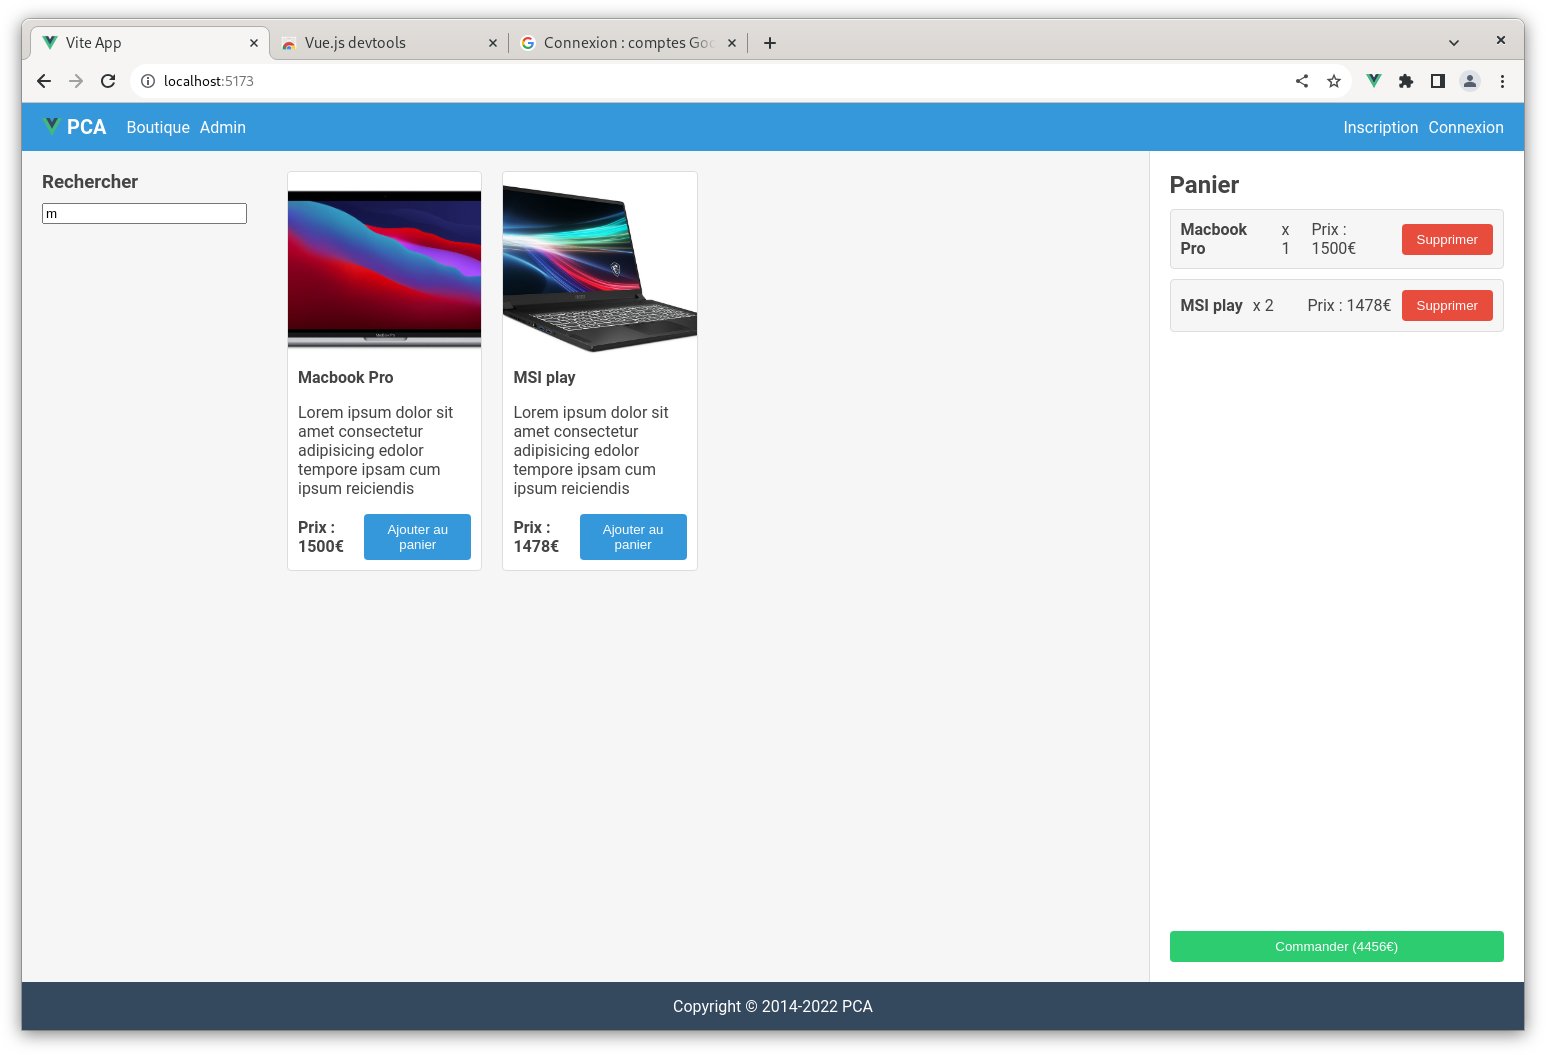 Vite App
Vue.js devtools
Connexion : comptes Goo
localhost:5173
PCA
Boutique
Admin
Inscription
Connexion
Rechercher
m
Macbook Pro
Lorem ipsum dolor sit
amet consectetur
adipisicing edolor
tempore ipsam cum
ipsum reiciendis
Prix :
1500€
Ajouter au
panier
MSI play
Lorem ipsum dolor sit
amet consectetur
adipisicing edolor
tempore ipsam cum
ipsum reiciendis
Prix :
1478€
Ajouter au
panier
Panier
Macbook
Pro
x
1
Prix :
1500€
Supprimer
MSI play
x 2
Prix : 1478€
Supprimer
Commander (4456€)
Copyright © 2014-2022 PCA